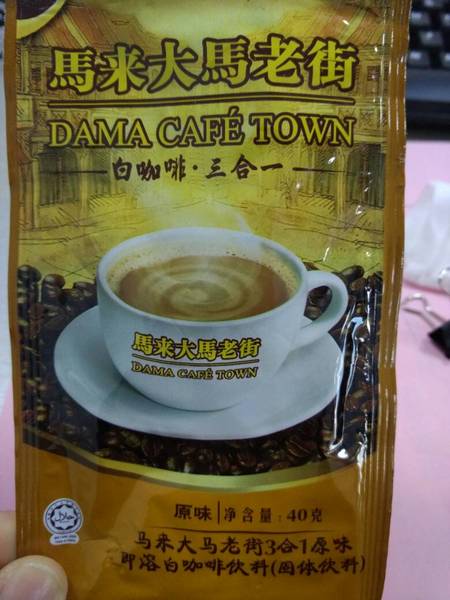 馬来大馬老街
DAMA CAFÉ TOWN
白咖啡·三合一
馬来大馬老街
DAMA CAFÉ TOWN
原味|净含量:40克
马来大马老街3合1原味
即溶白咖啡饮料(固体饮料)